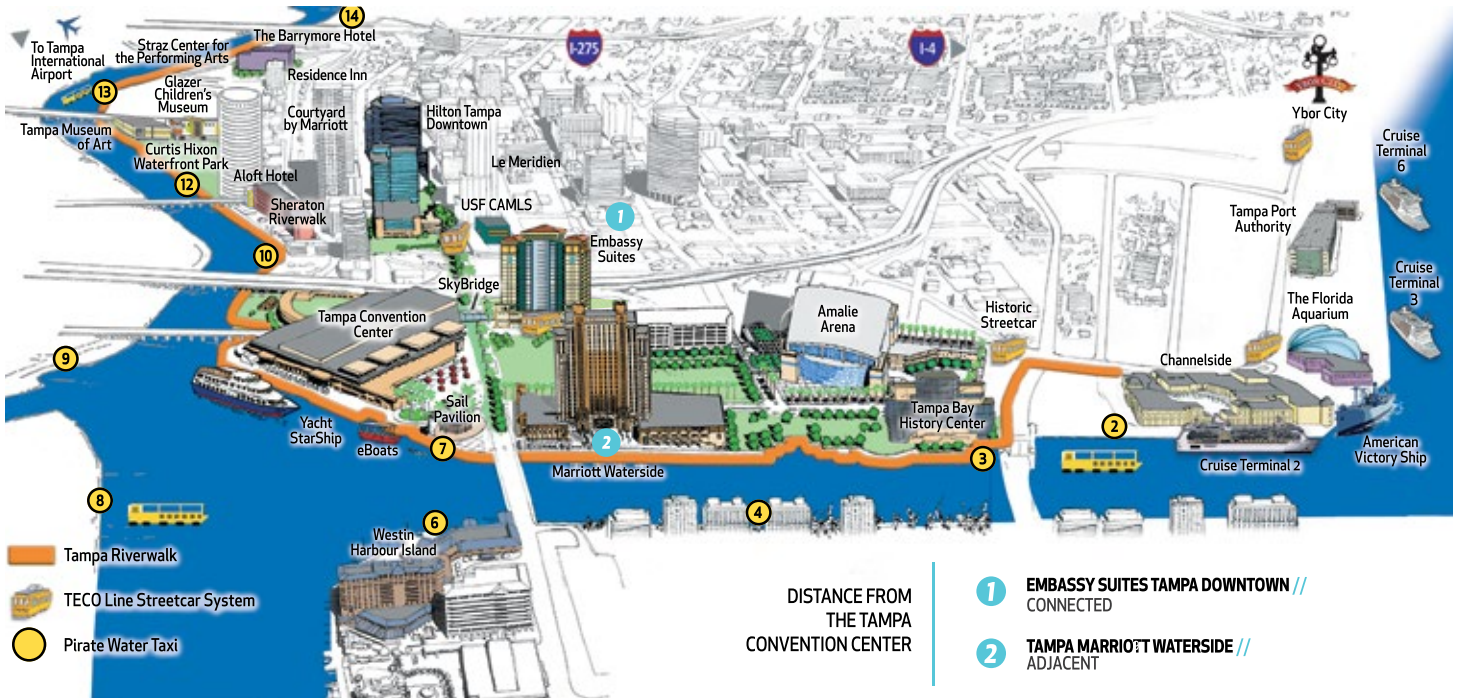 14
To Tampa
International
Airport
Straz Center for
the Performing Arts
The Barrymore Hotel
I-275
I-4
YBOR CITY
Ybor City
13
Glazer
Children's
Museum
Residence Inn
Courtyard
by Marriott
Hilton Tampa
Downtown
Tampa Museum
of Art
Curtis Hixon
Waterfront Park
Le Meridien
Cruise
Terminal
6
12
Aloft Hotel
Sheraton
Riverwalk
USF CAMLS
1
Embassy
Suites
Tampa Port
Authority
10
SkyBridge
Cruise
Terminal
3
Tampa Convention
Center
Amalie
Arena
Historic
Streetcar
The Florida
Aquarium
9
Channelside
Yacht
StarShip
Sail
Pavilion
Tampa Bay
History Center
eBoats
7
2
Marriott Waterside
3
2
Cruise Terminal 2
American
Victory Ship
8
6
4
Westin
Harbour Island
Tampa Riverwalk
TECO Line Streetcar System
Pirate Water Taxi
DISTANCE FROM
THE TAMPA
CONVENTION CENTER
1
EMBASSY SUITES TAMPA DOWNTOWN //
CONNECTED
2
TAMPA MARRIOTT WATERSIDE //
ADJACENT